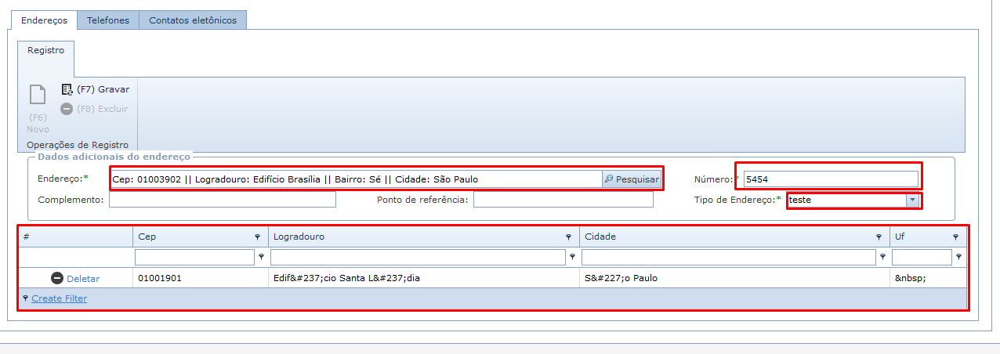 Endereços Telefones Contatos eletônicos
Registro
(F7) Gravar
(F8) Excluir
(F6)
Novo
Operações de Registro
Dados adicionais do endereço
Endereço:* Cep: 01003902 || Logradouro: Edifício Brasília || Bairro: Sé || Cidade: São Paulo Pesquisar Número:* 5454
Complemento: Ponto de referência: Tipo de Endereço:* teste
# Cep Logradouro Cidade Uf
Deletar 01001901 Edif&#237;cio Santa L&#237;dia S&#227;o Paulo &nbsp;
Create Filter